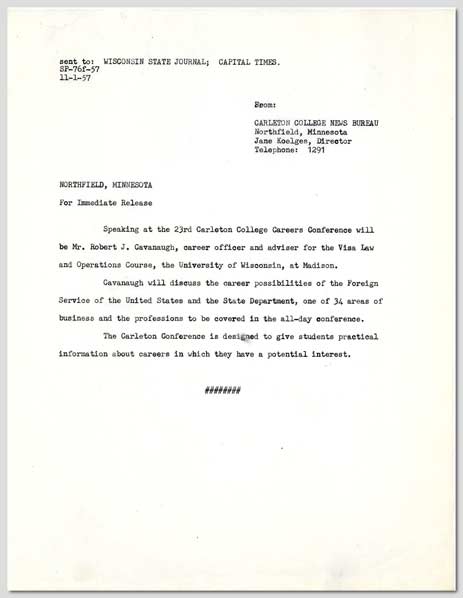 sent to: WISCONSIN STATE JOURNAL; CAPITAL TIMES.
SP-76f-57
11-1-57
From:
CARLETON COLLEGE NEWS BUREAU
Northfield, Minnesota
Jane Koelges, Director
Telephone: 1291
NORTHFIELD, MINNESOTA
For Immediate Release
Speaking at the 23rd Carleton College Careers Conference will
be Mr. Robert J. Cavanaugh, career officer and adviser for the Visa Law
and Operations Course, the University of Wisconsin, at Madison.
Cavanaugh will discuss the career possibilities of the Foreign
Service of the United States and the State Department, one of 34 areas of
business and the professions to be covered in the all-day conference.
The Carleton Conference is designed to give students practical
information about careers in which they have a potential interest.
########